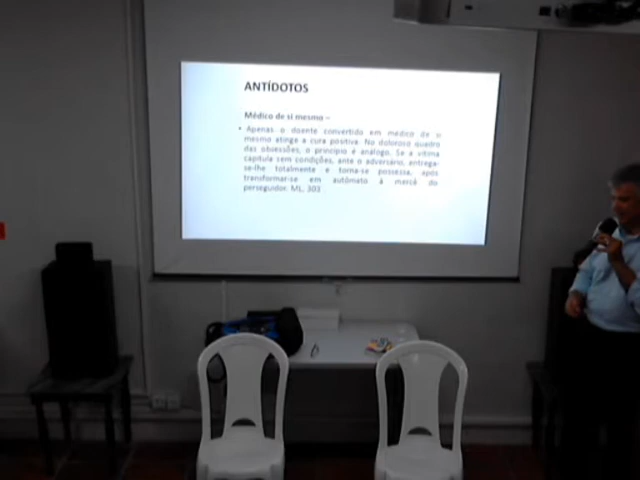 ANTÍDOTOS
Médico de si mesmo –
• Apenas o doente convertido em médico de si
mesmo atinge a cura positiva. No doloroso quadro
das obsessões, o princípio é análogo. Se a vítima
capitula sem condições, ante o adversário, entrega-
se-lhe totalmente e torna-se possessa, após
transformar-se em autômato à mercê do
perseguidor. ML, 303